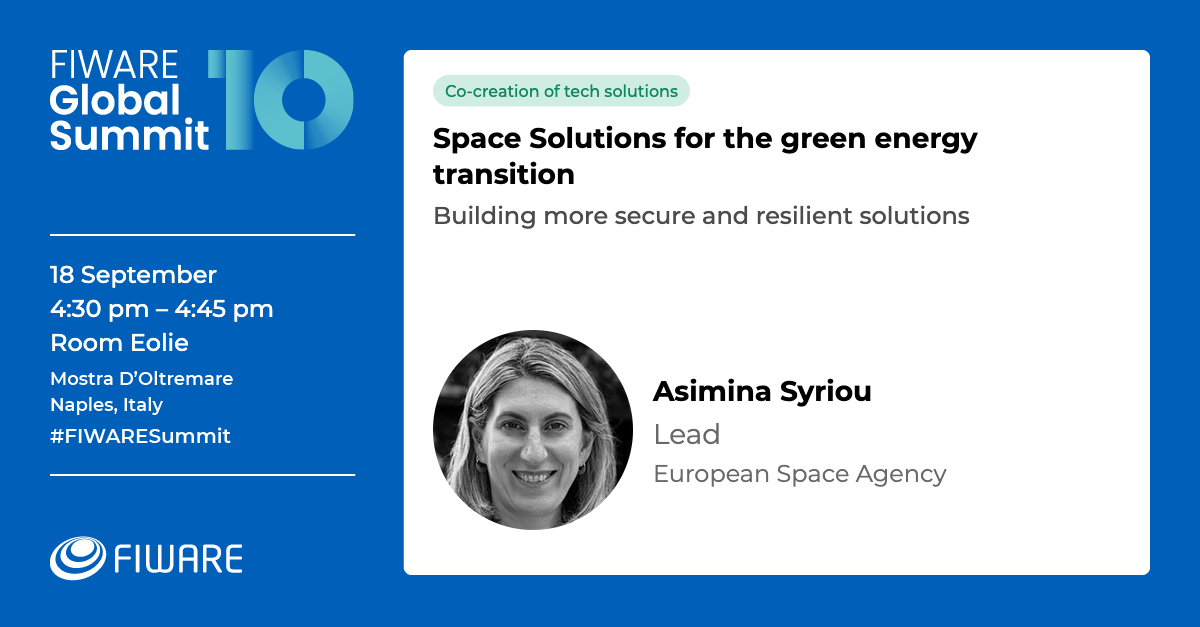 FIWARE
Global
Summit
10
18 September
4:30 pm – 4:45 pm
Room Eolie
Mostra D’Oltremare
Naples, Italy
#FIWARESummit
FIWARE
Co-creation of tech solutions
Space Solutions for the green energy
transition
Building more secure and resilient solutions
Asimina Syriou
Lead
European Space Agency